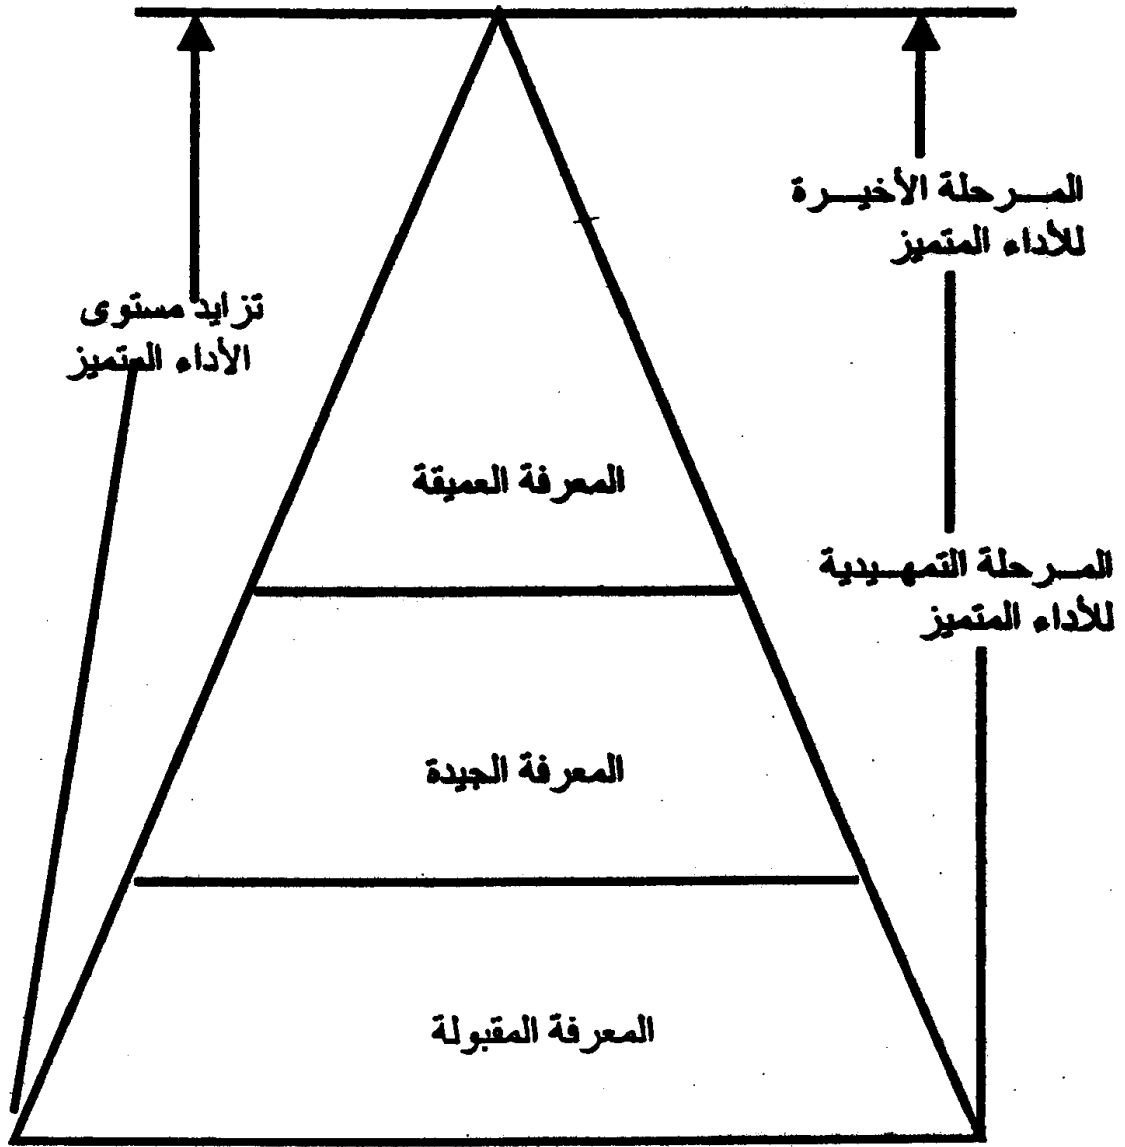 المرحلة الأخيرة
للأداء المتميز
تزايد مستوى
الأداء المتميز
المعرفة العميقة
المرحلة التمهيدية
للأداء المتميز
المعرفة الجيدة
المعرفة المقبولة